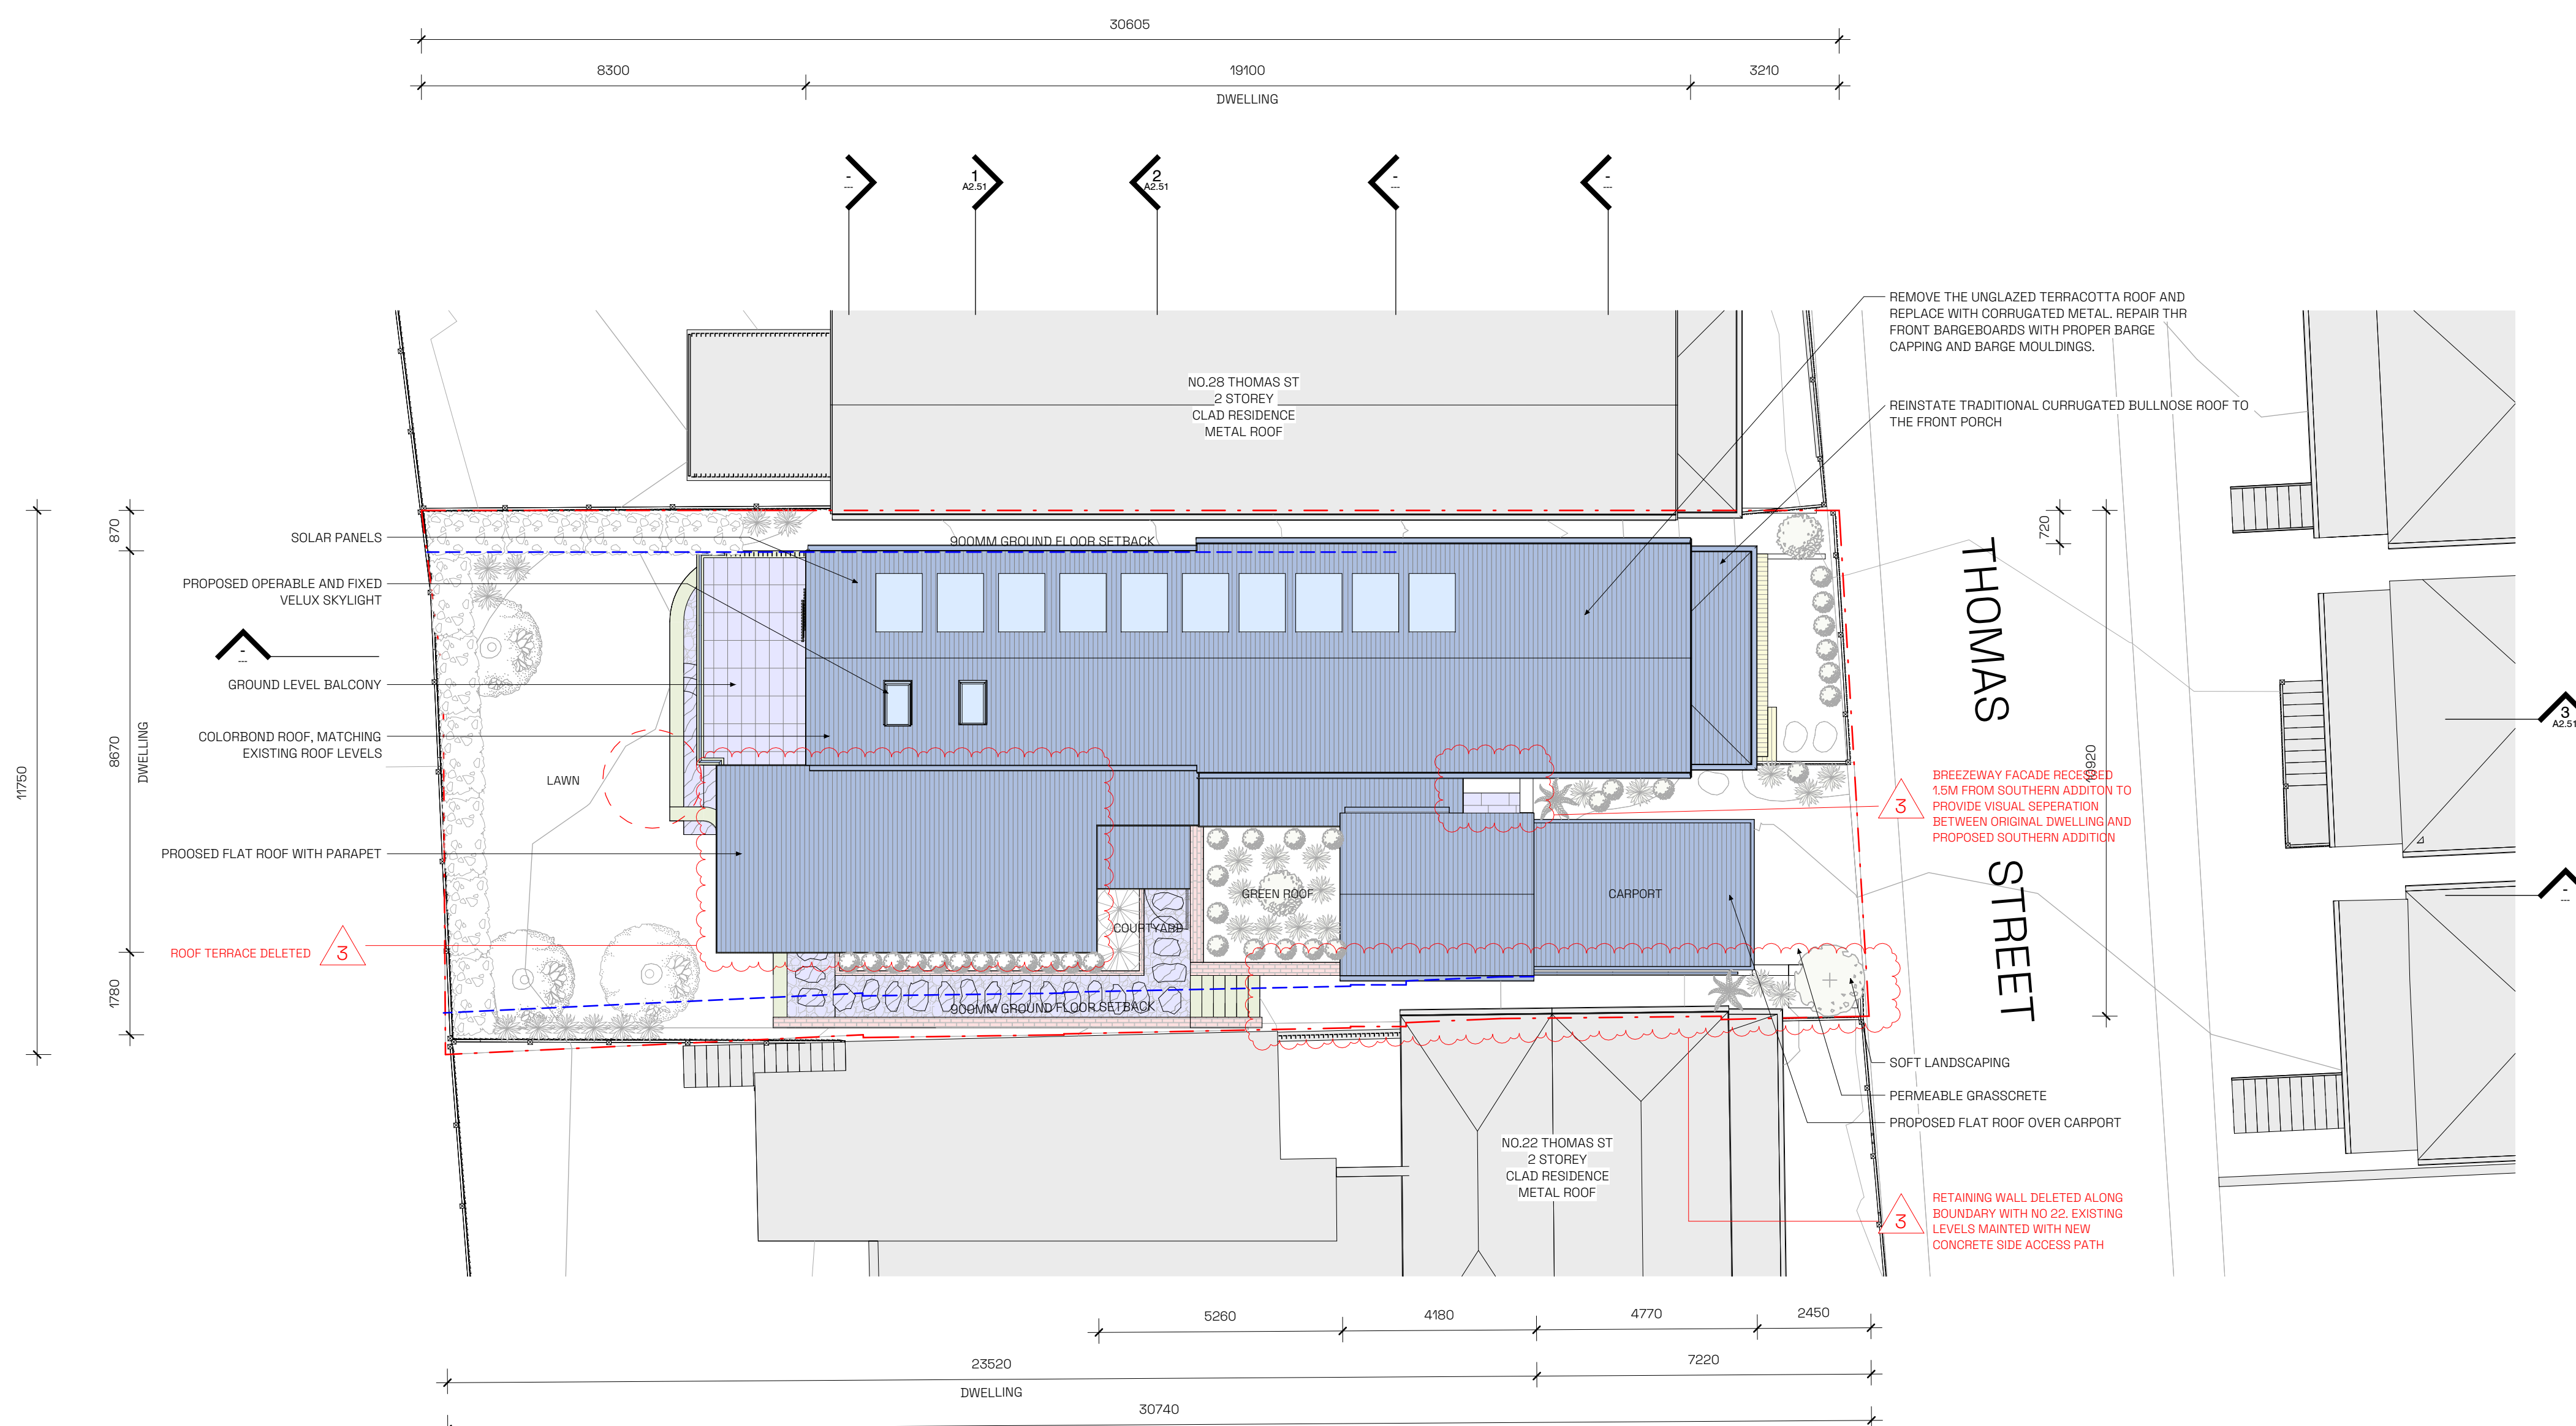 30605
8300
19100
3210
DWELLING
-
---
1
A2.51
2
A2.51
-
---
-
---
REMOVE THE UNGLAZED TERRACOTTA ROOF AND
REPLACE WITH CORRUGATED METAL. REPAIR THR
FRONT BARGEBOARDS WITH PROPER BARGE
CAPPING AND BARGE MOULDINGS.
NO.28 THOMAS ST
2 STOREY
CLAD RESIDENCE
METAL ROOF
REINSTATE TRADITIONAL CURRUGATED BULLNOSE ROOF TO
THE FRONT PORCH
870
720
SOLAR PANELS
900MM GROUND FLOOR SETBACK
PROPOSED OPERABLE AND FIXED
VELUX SKYLIGHT
THOMAS STREET
-
---
GROUND LEVEL BALCONY
3
A2.51
COLORBOND ROOF, MATCHING
EXISTING ROOF LEVELS
8670
DWELLING
11750
10920
LAWN
3
BREEZEWAY FACADE RECESSED
1.5M FROM SOUTHERN ADDITON TO
PROVIDE VISUAL SEPERATION
BETWEEN ORIGINAL DWELLING AND
PROPOSED SOUTHERN ADDITION
PROOSED FLAT ROOF WITH PARAPET
GREEN ROOF
CARPORT
-
---
COURTYARD
ROOF TERRACE DELETED
3
1780
900MM GROUND FLOOR SETBACK
SOFT LANDSCAPING
PERMEABLE GRASSCRETE
PROPOSED FLAT ROOF OVER CARPORT
NO.22 THOMAS ST
2 STOREY
CLAD RESIDENCE
METAL ROOF
3
RETAINING WALL DELETED ALONG
BOUNDARY WITH NO 22. EXISTING
LEVELS MAINTED WITH NEW
CONCRETE SIDE ACCESS PATH
5260
4180
4770
2450
23520
7220
DWELLING
30740